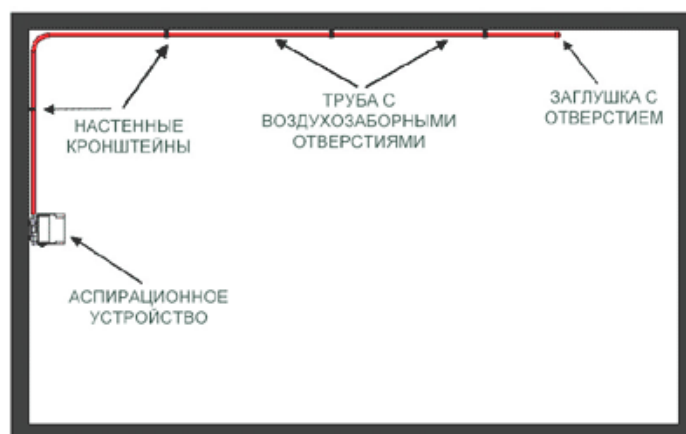 НАСТЕННЫЕ
КРОНШТЕЙНЫ
ТРУБА С
ВОЗДУХОЗАБОРНЫМИ
ОТВЕРСТИЯМИ
ЗАГЛУШКА С
ОТВЕРСТИЕМ
АСПИРАЦИОННОЕ
УСТРОЙСТВО